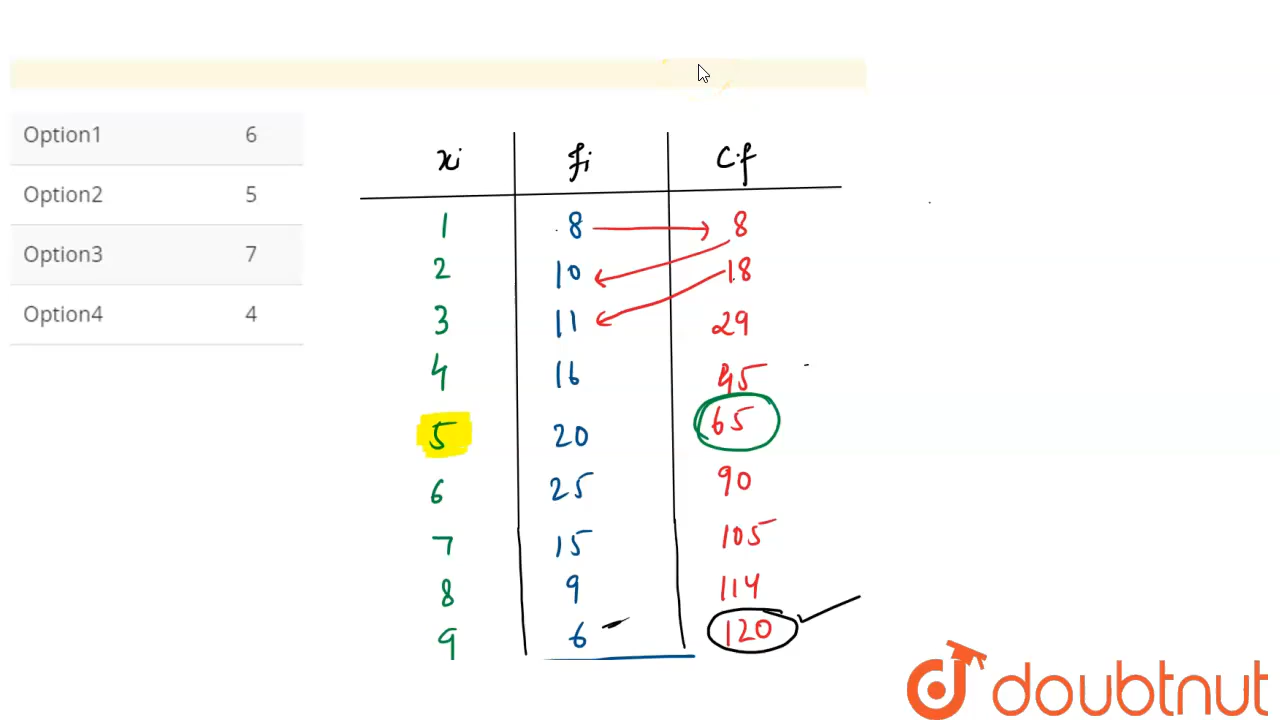 Option1 6
Option2 5
Option3 7
Option4 4
xi fi C.f
1 8 8
2 10 18
3 11 29
4 16 45
5 20 65
6 25 90
7 15 105
8 9 114
9 6 120
doubtnut